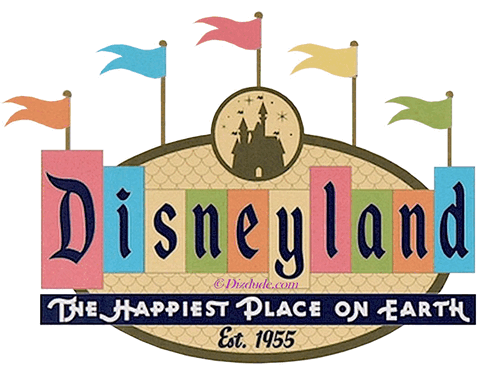 Disneyland
© Dizdude.com
The Happiest Place on Earth
Est. 1955